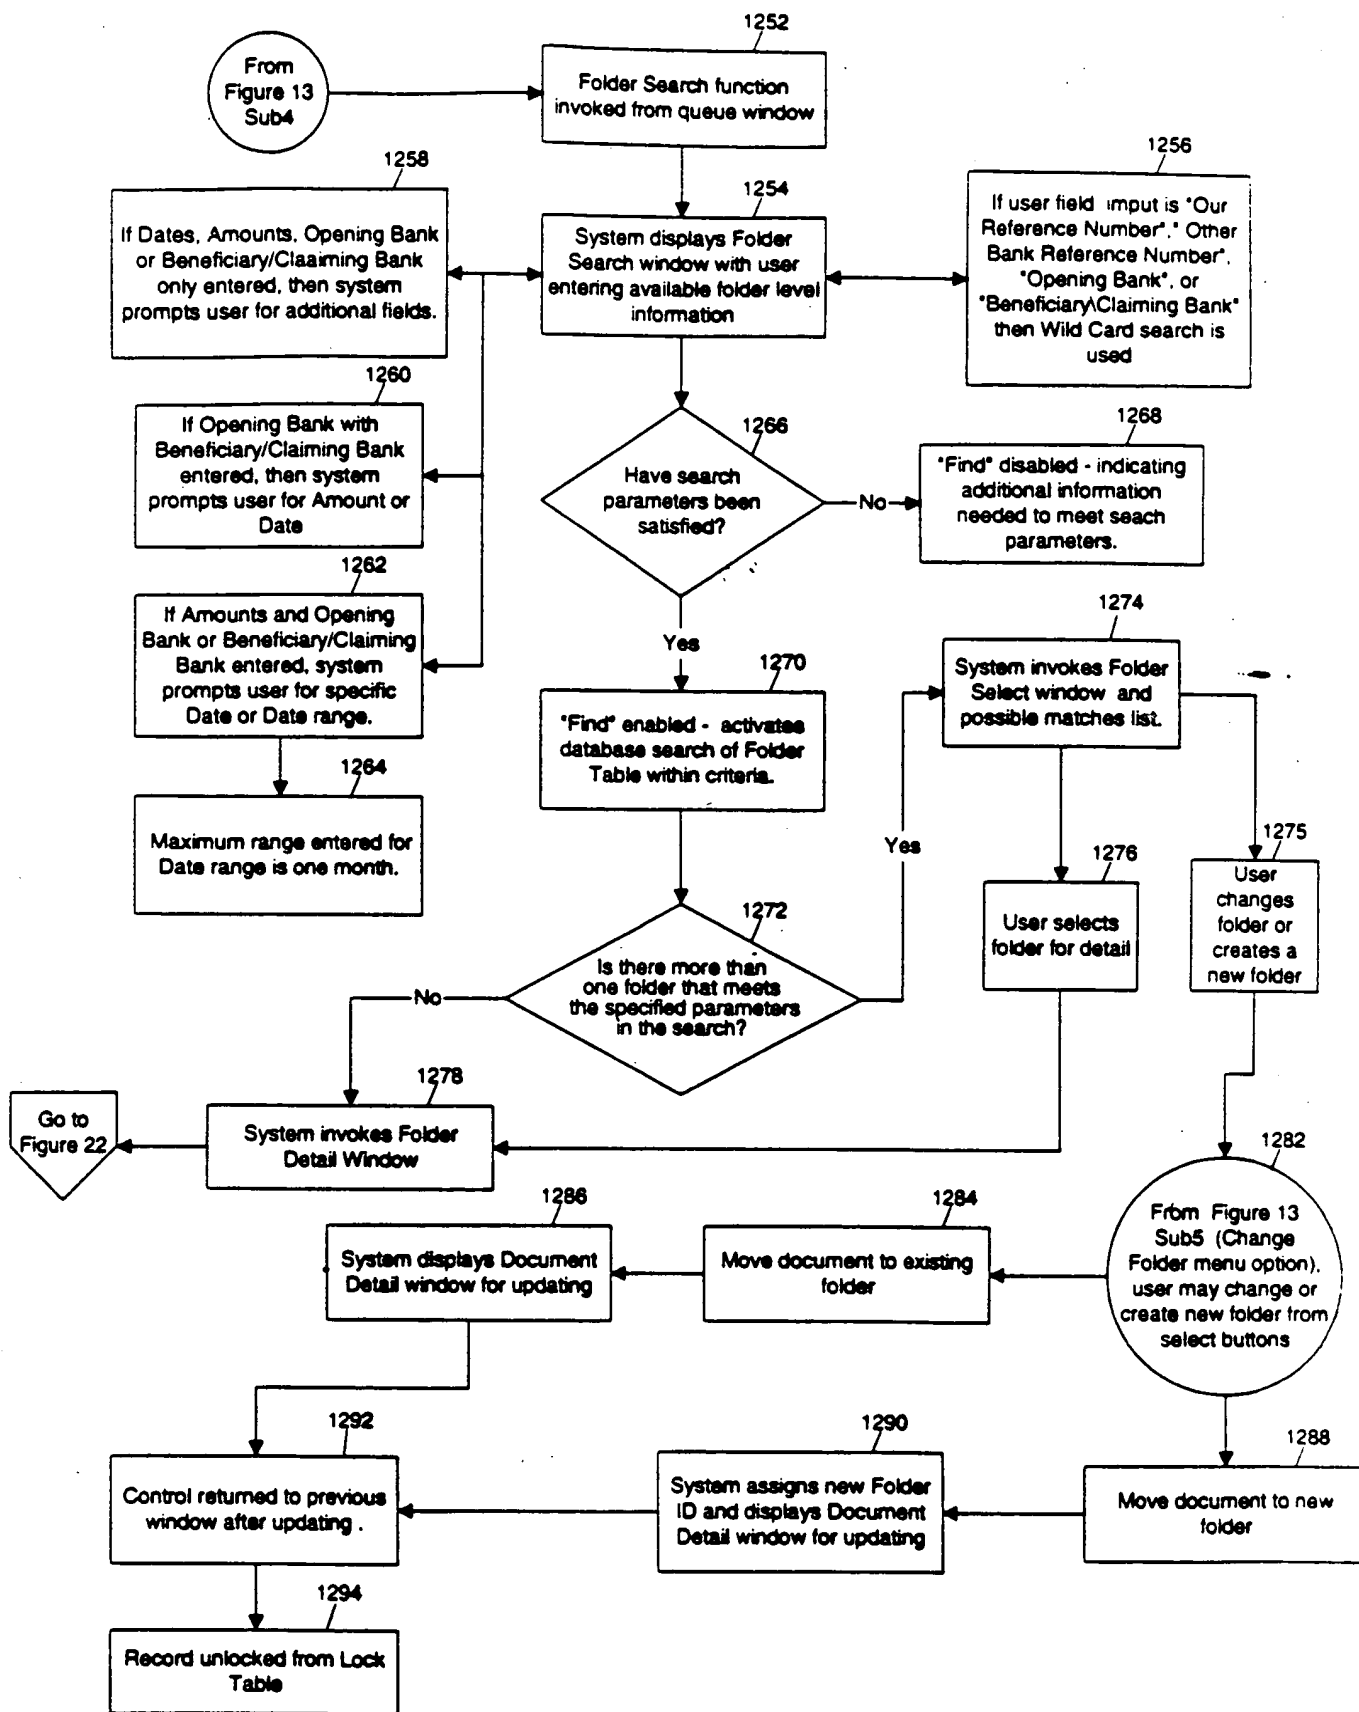 1252
From
Figure 13
Sub4
Folder Search function
invoked from queue window
1258
If Dates, Amounts, Opening Bank
or Beneficiary/Claaiming Bank
only entered, then system
prompts user for additional fields.
1254
System displays Folder
Search window with user
entering available folder level
information
1256
If user field imput is "Our
Reference Number"," Other
Bank Reference Number",
"Opening Bank", or
"Beneficiary\Claiming Bank"
then Wild Card search is
used
1260
If Opening Bank with
Beneficiary/Claiming Bank
entered, then system
prompts user for Amount or
Date
1266
Have search
parameters been
satisfied?
No
1268
"Find" disabled - indicating
additional information
needed to meet seach
parameters.
1262
If Amounts and Opening
Bank or Beneficiary/Claiming
Bank entered, system
prompts user for specific
Date or Date range.
Yes
1264
Maximum range entered for
Date range is one month.
1270
"Find" enabled - activates
database search of Folder
Table within criteria.
1274
System invokes Folder
Select window and
possible matches list.
Yes
1276
User selects
folder for detail
1275
User
changes
folder or
creates a
new folder
1272
Is there more than
one folder that meets
the specified parameters
in the search?
No
1278
System invokes Folder
Detail Window
Go to
Figure 22
1282
From Figure 13
Sub5 (Change
Folder menu option),
user may change or
create new folder from
select buttons
1284
Move document to existing
folder
1286
System displays Document
Detail window for updating
1288
Move document to new
folder
1290
System assigns new Folder
ID and displays Document
Detail window for updating
1292
Control returned to previous
window after updating .
1294
Record unlocked from Lock
Table